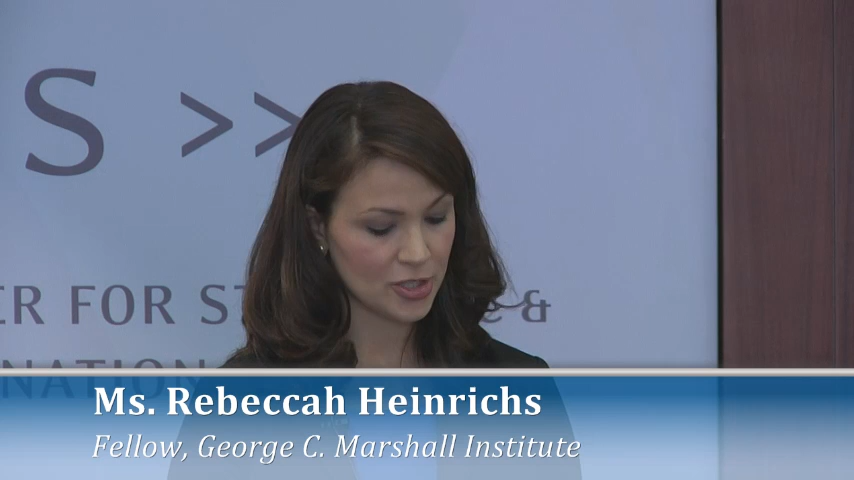 S >>
ER FOR ST & 
NATION
Ms. Rebeccah Heinrichs
Fellow, George C. Marshall Institute